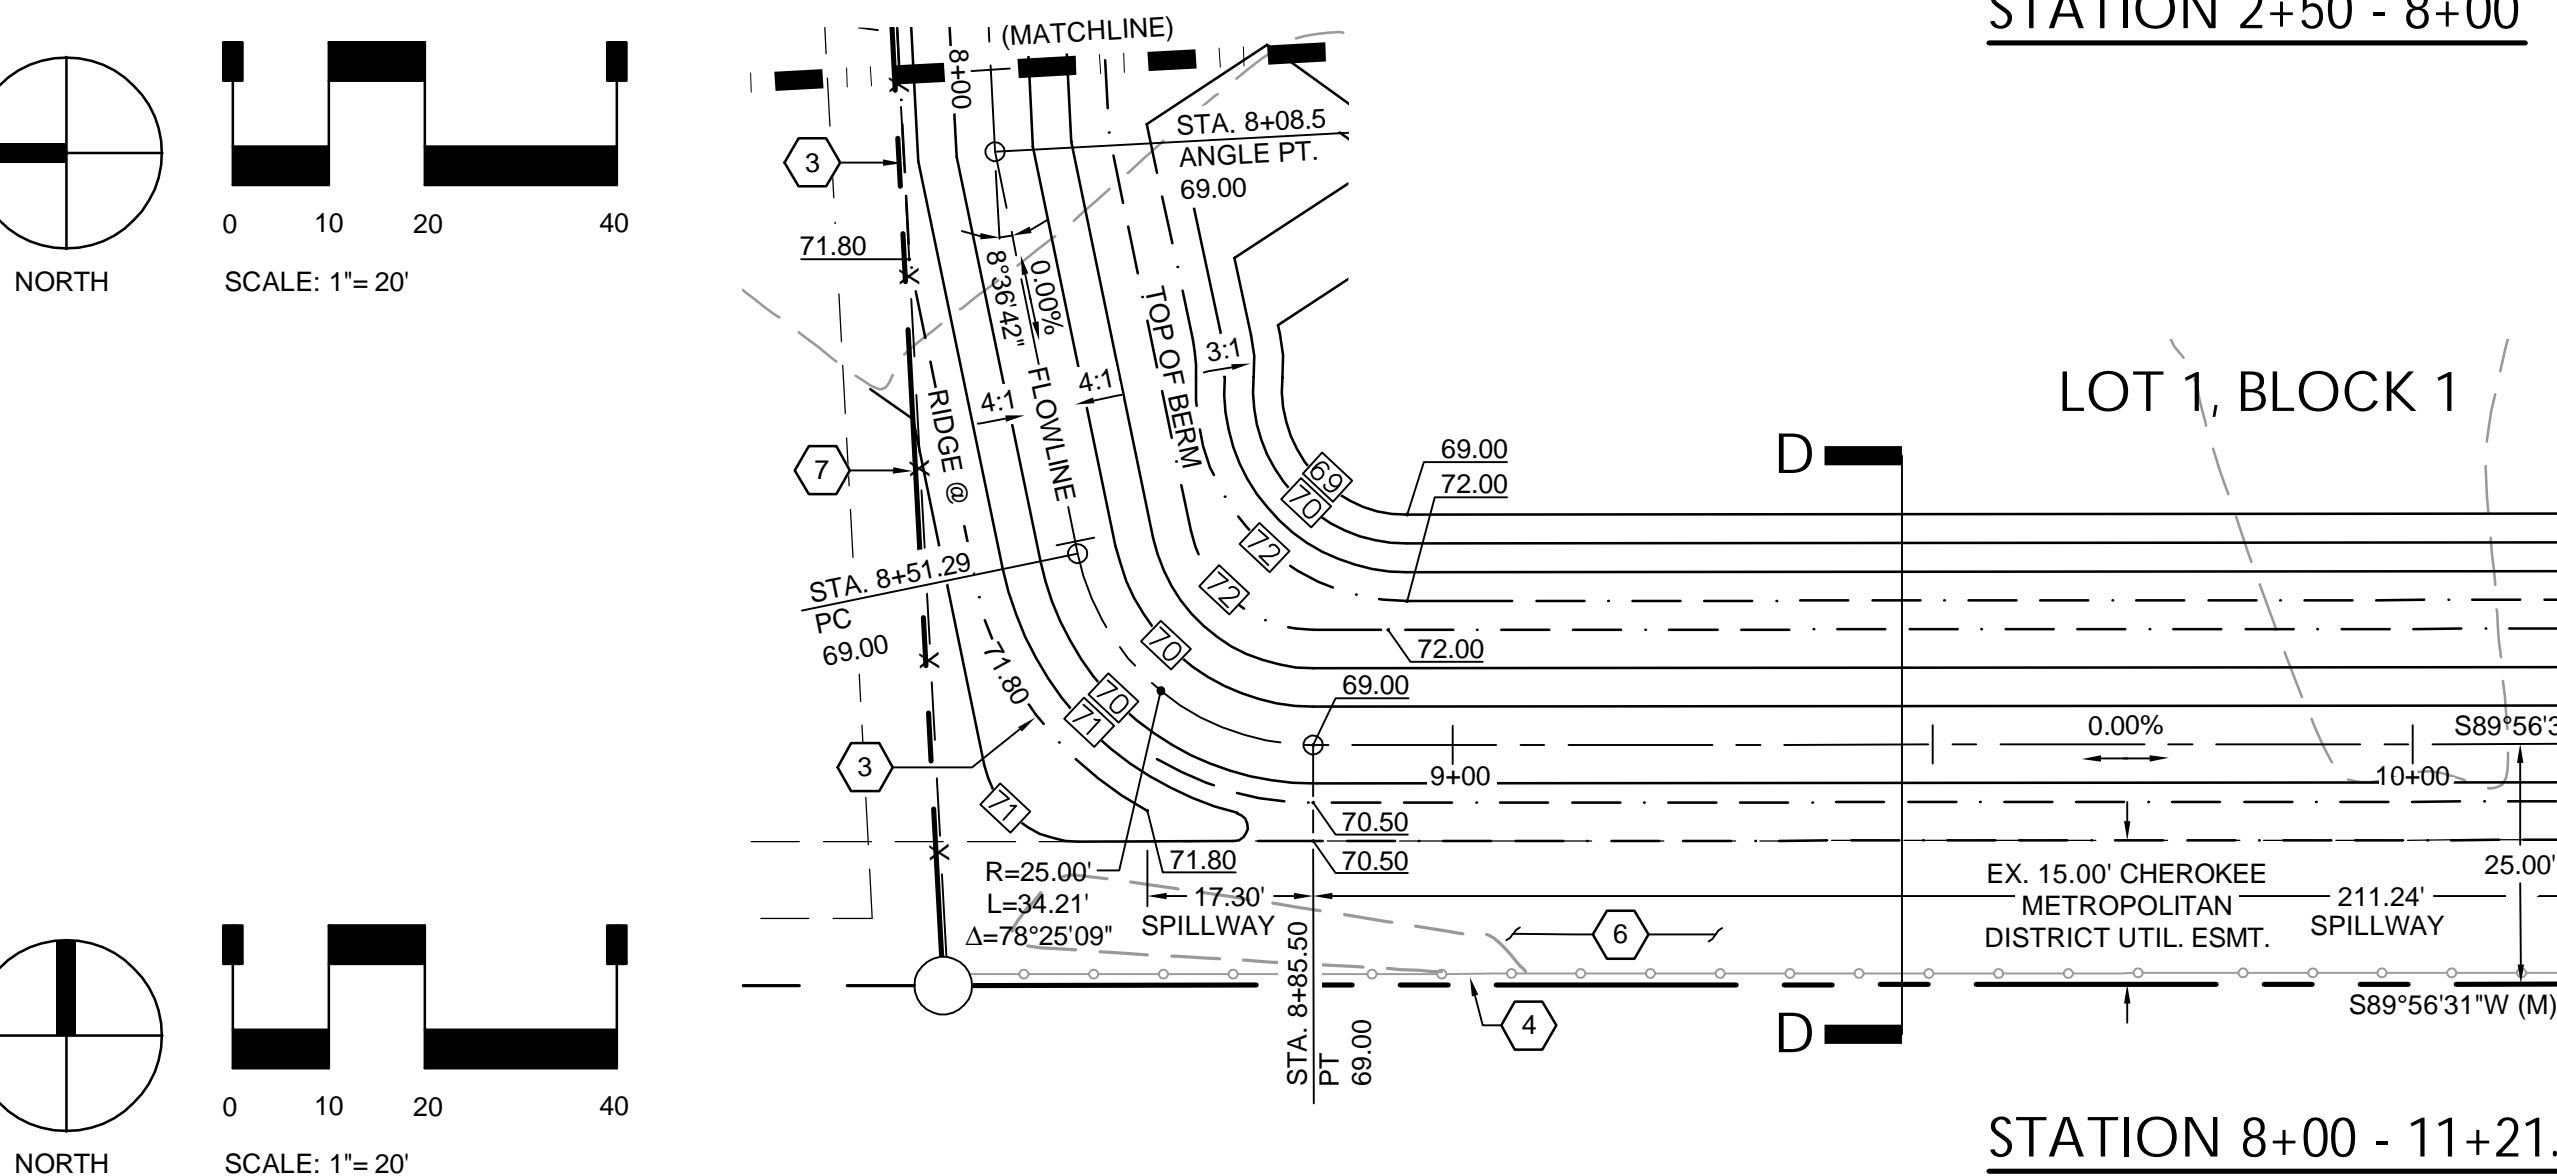 STATION 2+50 - 8+00
(MATCHLINE)
8+00
NORTH
0 10 20 40
SCALE: 1"= 20'
3
71.80
STA. 8+08.5
ANGLE PT.
69.00
8°36'42"
0.00%
FLOWLINE
TOP OF BERM
3:1
4:1
4:1
RIDGE @
71.80
7
STA. 8+51.29
PC
69.00
3
LOT 1, BLOCK 1
D
69.00
72.00
69
70
72
72
72.00
70
70
71
71
69.00
9+00
0.00%
S89°56'3
10+00
70.50
70.50
71.80
R=25.00'
L=34.21'
Δ=78°25'09"
17.30'
SPILLWAY
EX. 15.00' CHEROKEE
METROPOLITAN
DISTRICT UTIL. ESMT.
211.24'
SPILLWAY
25.00'
6
4
STA. 8+85.50
PT
69.00
D
S89°56'31"W (M)
NORTH
0 10 20 40
SCALE: 1"= 20'
STATION 8+00 - 11+21.